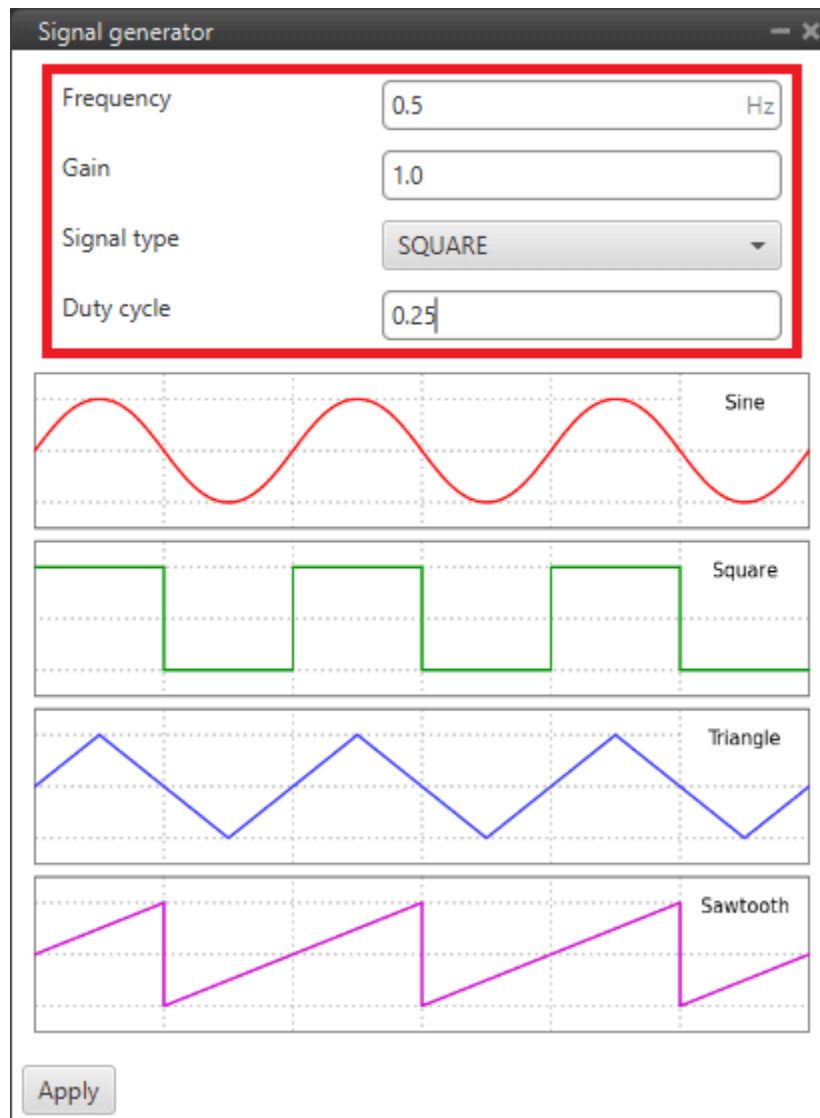 Signal generator
Frequency 0.5 Hz
Gain 1.0
Signal type SQUARE
Duty cycle 0.25
Sine
Square
Triangle
Sawtooth
Apply